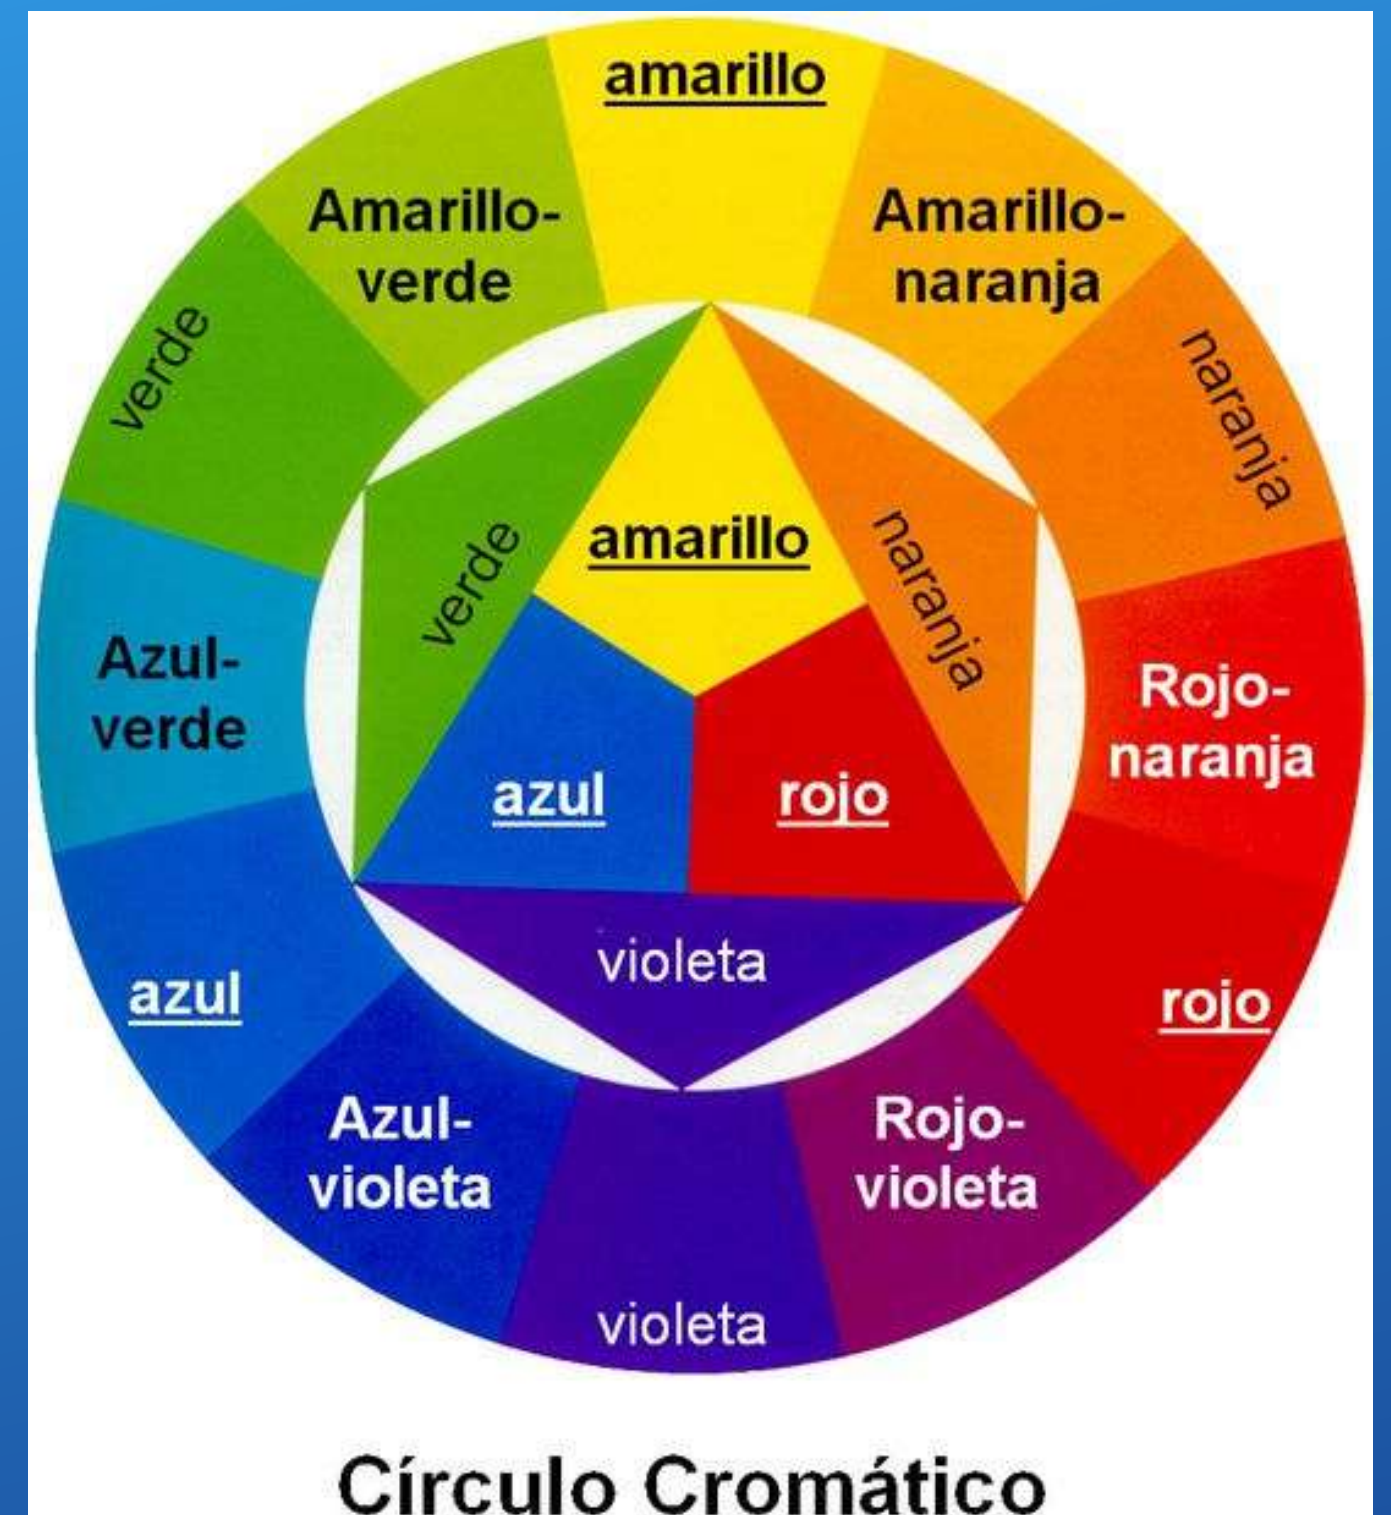 amarillo
Amarillo-
verde
Amarillo-
naranja
verde
naranja
amarillo
verde
naranja
Azul-
verde
Rojo-
naranja
azul
rojo
violeta
azul
rojo
Azul-
violeta
Rojo-
violeta
violeta
Círculo Cromático